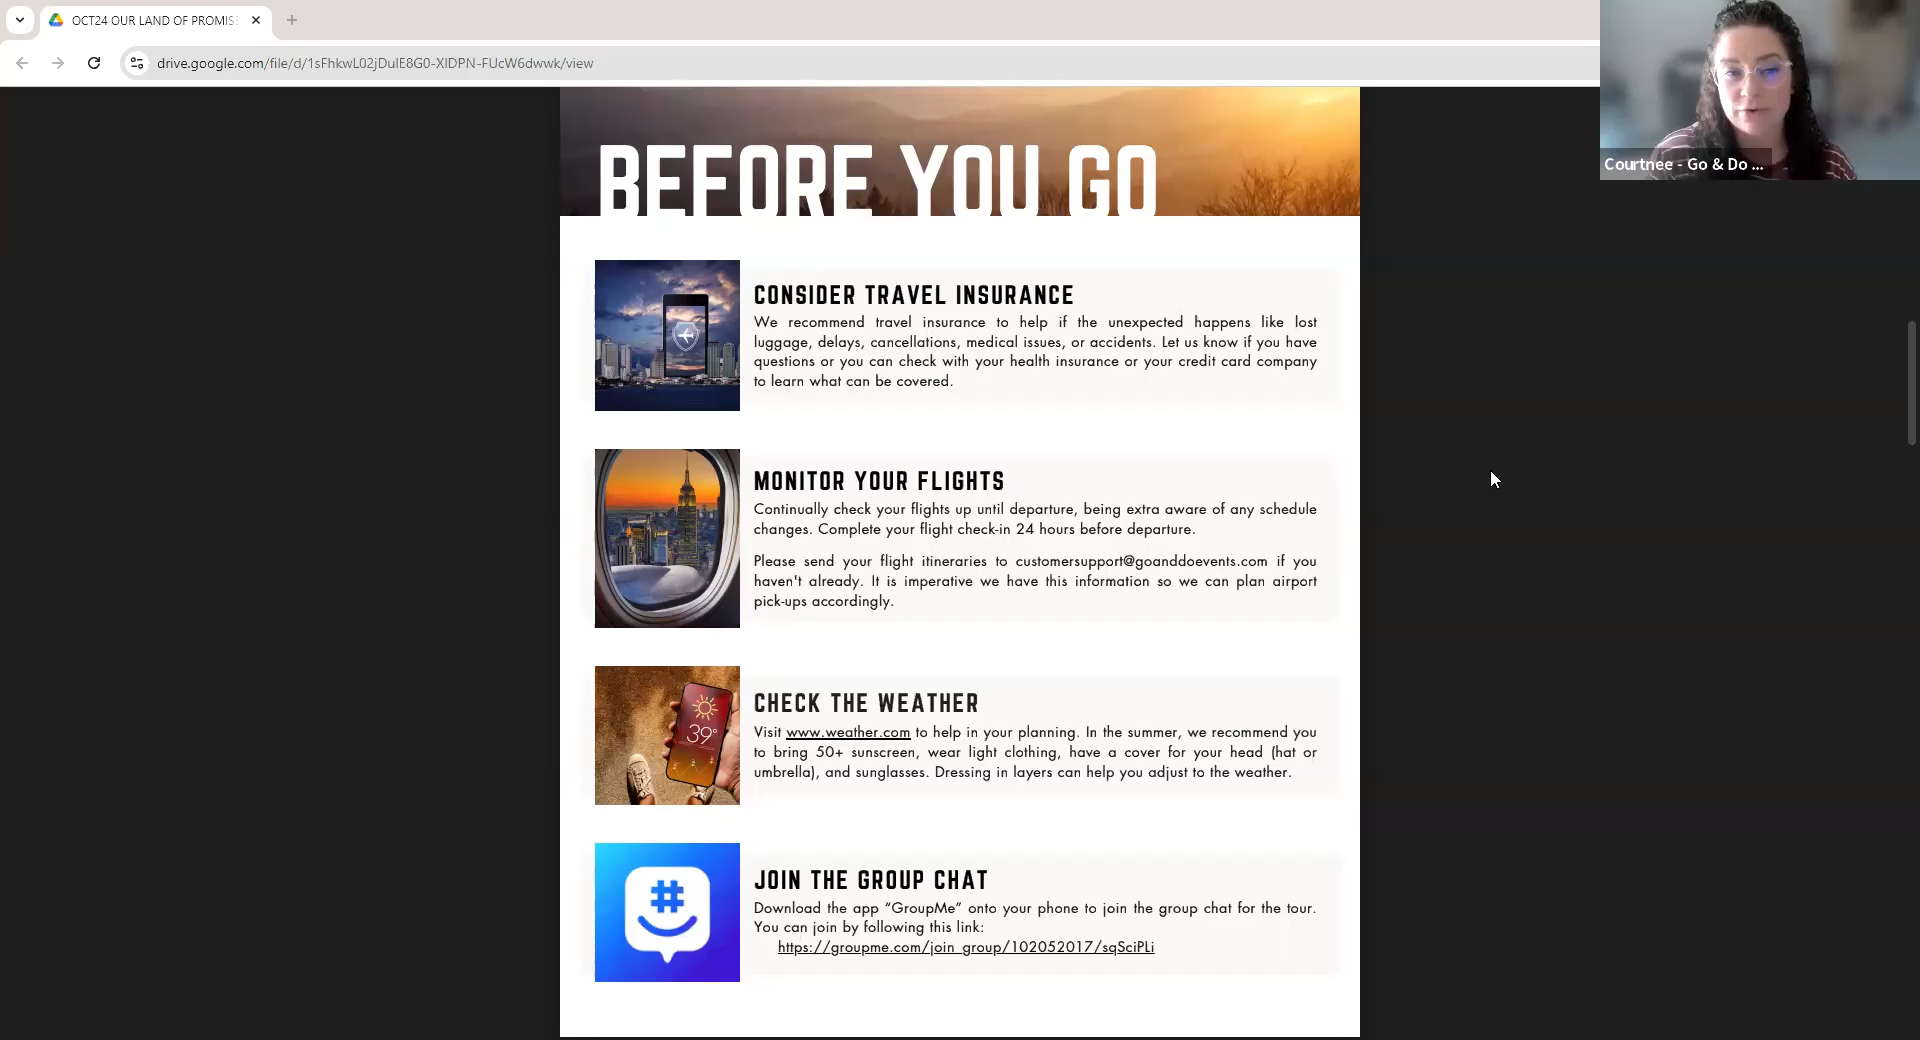 OCT24 OUR LAND OF PROMIS
drive.google.com/file/d/1sFhkwL02jDulE8G0-XIDPN-FUcW6dwwk/view
Courtnee - Go & Do ...
BEFORE YOU GO
CONSIDER TRAVEL INSURANCE
We recommend travel insurance to help if the unexpected happens like lost
luggage, delays, cancellations, medical issues, or accidents. Let us know if you have
questions or you can check with your health insurance or your credit card company
to learn what can be covered.
MONITOR YOUR FLIGHTS
Continually check your flights up until departure, being extra aware of any schedule
changes. Complete your flight check-in 24 hours before departure.
Please send your flight itineraries to customersupport@goanddoevents.com if you
haven't already. It is imperative we have this information so we can plan airport
pick-ups accordingly.
39°
CHECK THE WEATHER
Visit www.weather.com to help in your planning. In the summer, we recommend you
to bring 50+ sunscreen, wear light clothing, have a cover for your head (hat or
umbrella), and sunglasses. Dressing in layers can help you adjust to the weather.
#
JOIN THE GROUP CHAT
Download the app “GroupMe” onto your phone to join the group chat for the tour.
You can join by following this link:
https://groupme.com/join_group/102052017/sqSciPLi